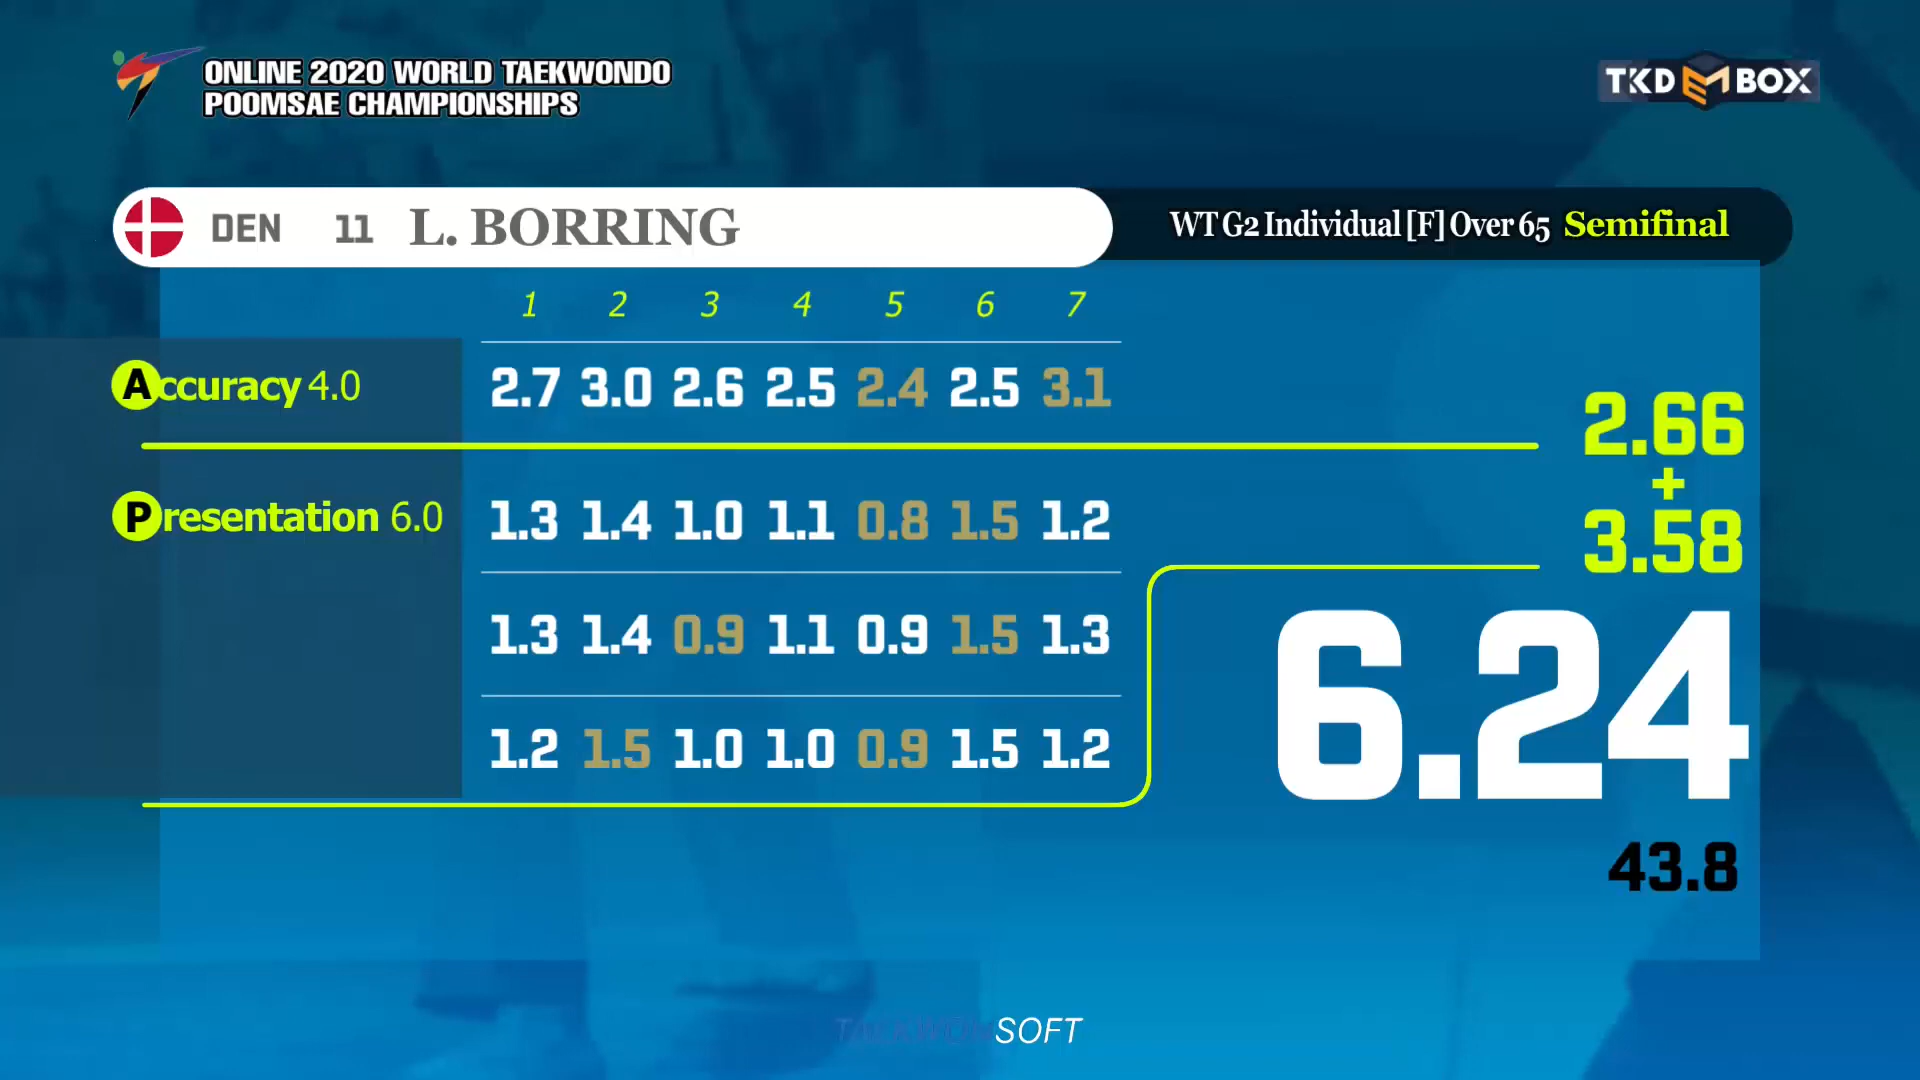 ONLINE 2020 WORLD TAEKWONDO
POOMSAE CHAMPIONSHIPS
TKD BOX
DEN 11 L. BORRING
WT G2 Individual [F] Over 65 Semifinal
1 2 3 4 5 6 7
Accuracy 4.0 2.7 3.0 2.6 2.5 2.4 2.5 3.1
2.66
+
Presentation 6.0 1.3 1.4 1.0 1.1 0.8 1.5 1.2
3.58
1.3 1.4 0.9 1.1 0.9 1.5 1.3
6.24
1.2 1.5 1.0 1.0 0.9 1.5 1.2
43.8
TAEKWONSOFT